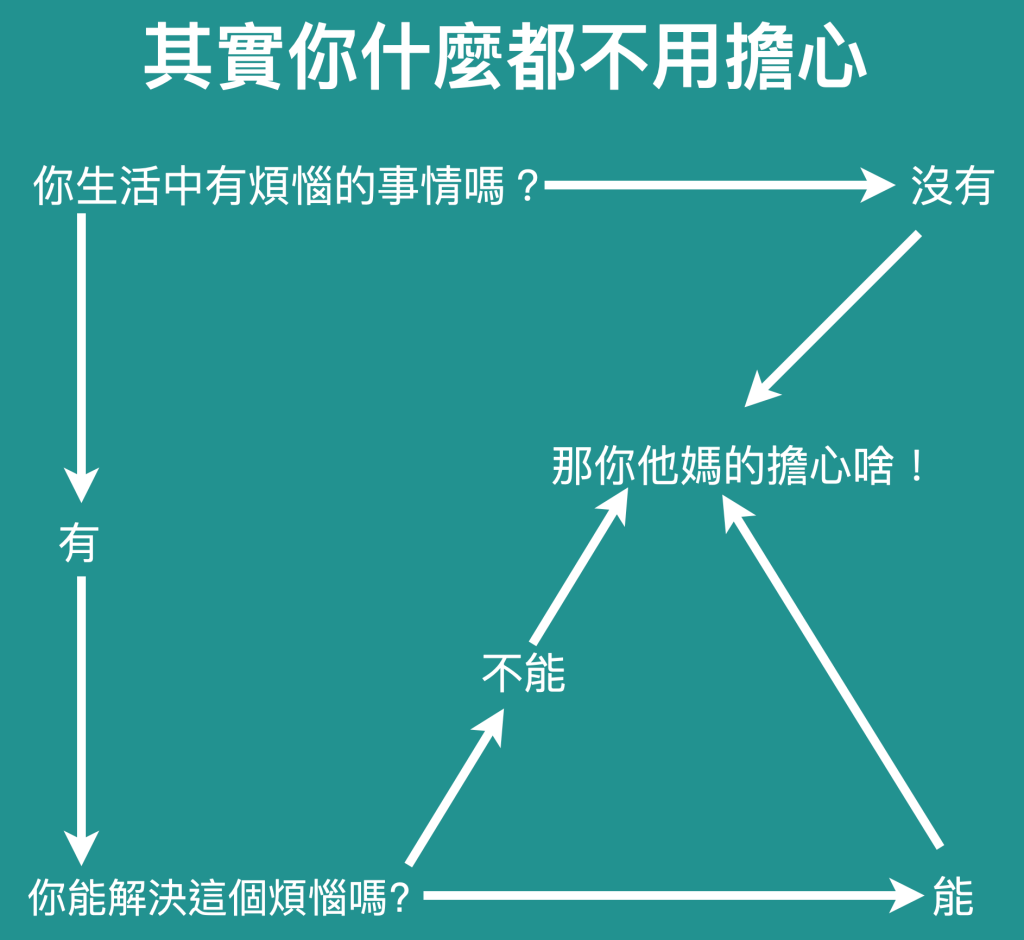 其實你什麼都不用擔心
你生活中有煩惱的事情嗎？
沒有
那你他媽的擔心啥！
有
不能
你能解決這個煩惱嗎?
能